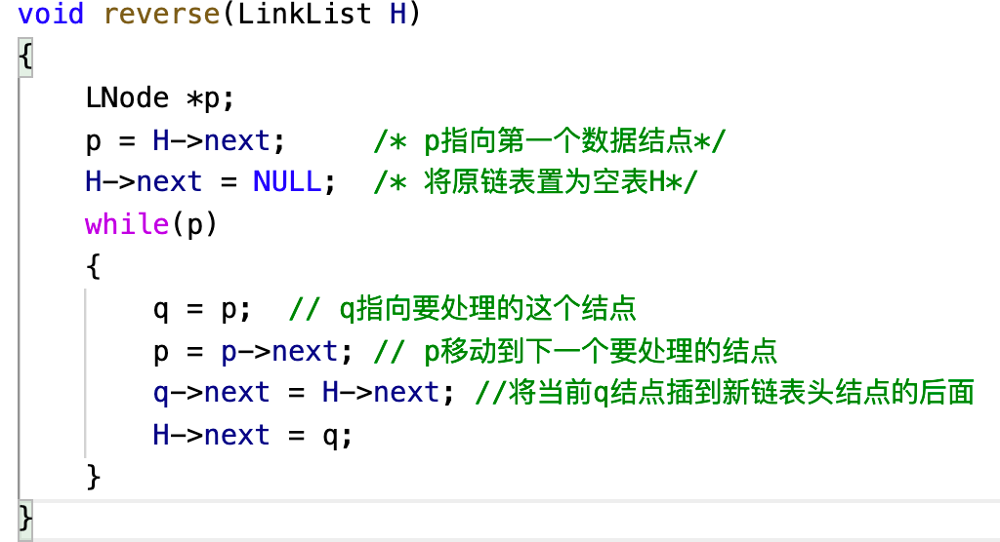 void reverse(LinkList H)
{
    LNode *p;
    p = H->next;     /* p指向第一个数据结点*/
    H->next = NULL;  /* 将原链表置为空表H*/
    while(p)
    {
        q = p;  // q指向要处理的这个结点
        p = p->next; // p移动到下一个要处理的结点
        q->next = H->next; //将当前q结点插到新链表头结点的后面
        H->next = q;
    }
}